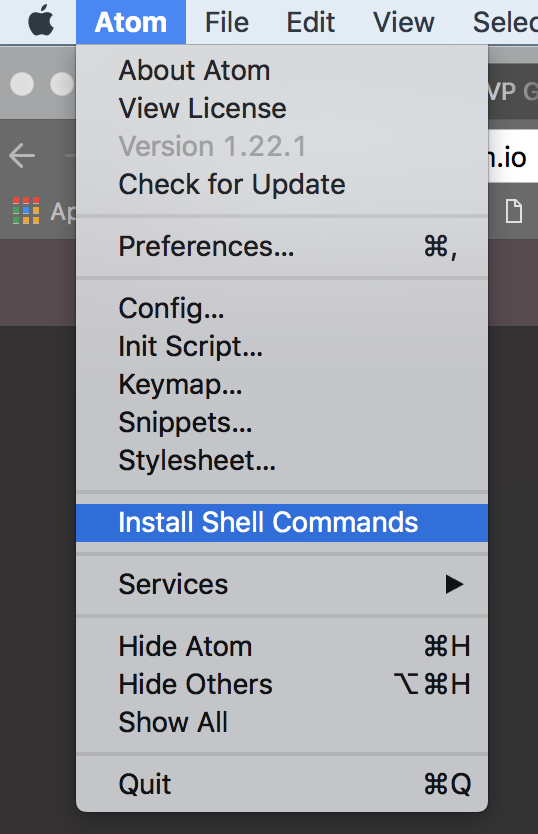 Atom File Edit View Selec
VP G
n.io
Ap
About Atom
View License
Version 1.22.1
Check for Update
Preferences... ⌘,
Config...
Init Script...
Keymap...
Snippets...
Stylesheet...
Install Shell Commands
Services ▶
Hide Atom ⌘H
Hide Others ⌥⌘H
Show All
Quit ⌘Q